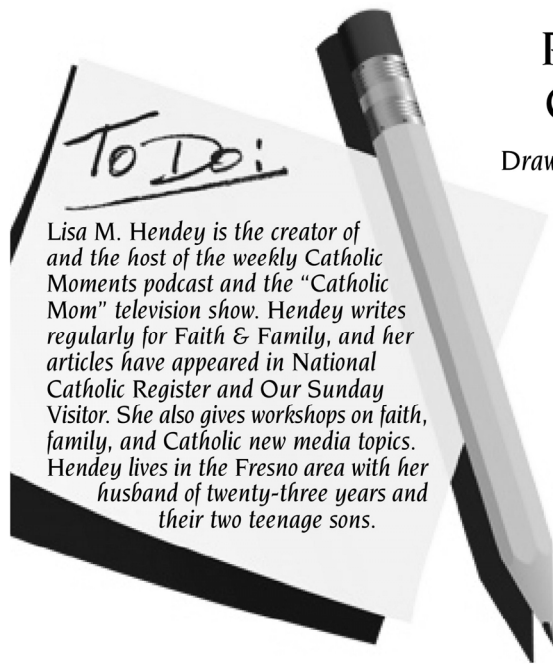 To Do:
Draw
Lisa M. Hendey is the creator of
and the host of the weekly Catholic
Moments podcast and the “Catholic
Mom” television show. Hendey writes
regularly for Faith & Family, and her
articles have appeared in National
Catholic Register and Our Sunday
Visitor. She also gives workshops on faith,
family, and Catholic new media topics.
Hendey lives in the Fresno area with her
husband of twenty-three years and
their two teenage sons.